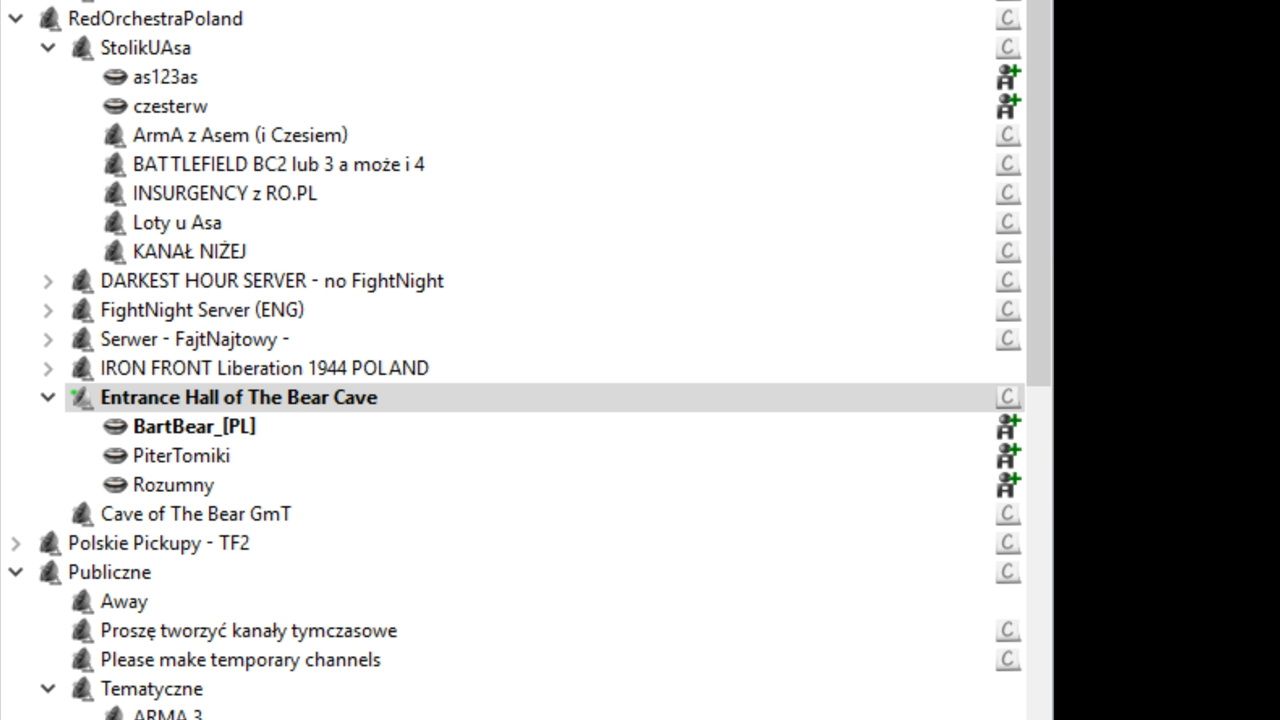 RedOrchestraPoland
StolikUAsa
as123as
czesterw
ArmA z Asem (i Czesiem)
BATTLEFIELD BC2 lub 3 a może i 4
INSURGENCY z RO.PL
Loty u Asa
KANAŁ NIŻEJ
DARKEST HOUR SERVER - no FightNight
FightNight Server (ENG)
Serwer - FajtNajtowy -
IRON FRONT Liberation 1944 POLAND
Entrance Hall of The Bear Cave
BartBear_[PL]
PiterTomiki
Rozumny
Cave of The Bear GmT
Polskie Pickupy - TF2
Publiczne
Away
Proszę tworzyć kanały tymczasowe
Please make temporary channels
Tematyczne
ARMA 3